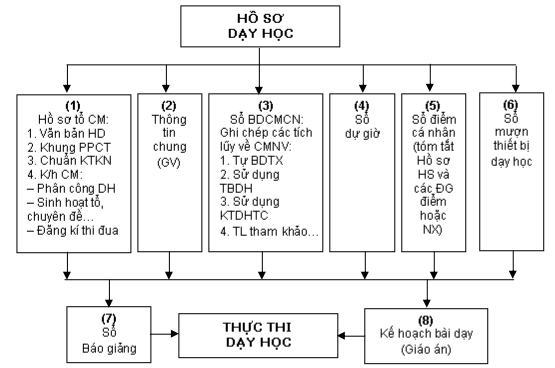 HỒ SƠ
DẠY HỌC
(1)
Hồ sơ tổ CM:
1. Văn bản HD
2. Khung PPCT
3. Chuẩn KTKN
4. K/h CM:
– Phân công DH
– Sinh hoạt tổ,
chuyên đề...
– Đăng kí thi đua
(2)
Thông
tin
chung
(GV)
(3)
Sổ BDCMCN:
Ghi chép các tích
lũy về CMNV:
1. Tự BDTX
2. Sử dụng
TBDH
3. Sử dụng
KTDHTC
4. TL tham khảo...
(4)
Sổ
dự giờ
(5)
Sổ điểm
cá nhân
(tóm tắt
Hồ sơ
HS và
các ĐG
điểm
hoặc
NX)
(6)
Sổ
mượn
thiết bị
dạy học
(7)
Sổ
Báo giảng
THỰC THI
DẠY HỌC
(8)
Kế hoạch bài dạy
(Giáo án)